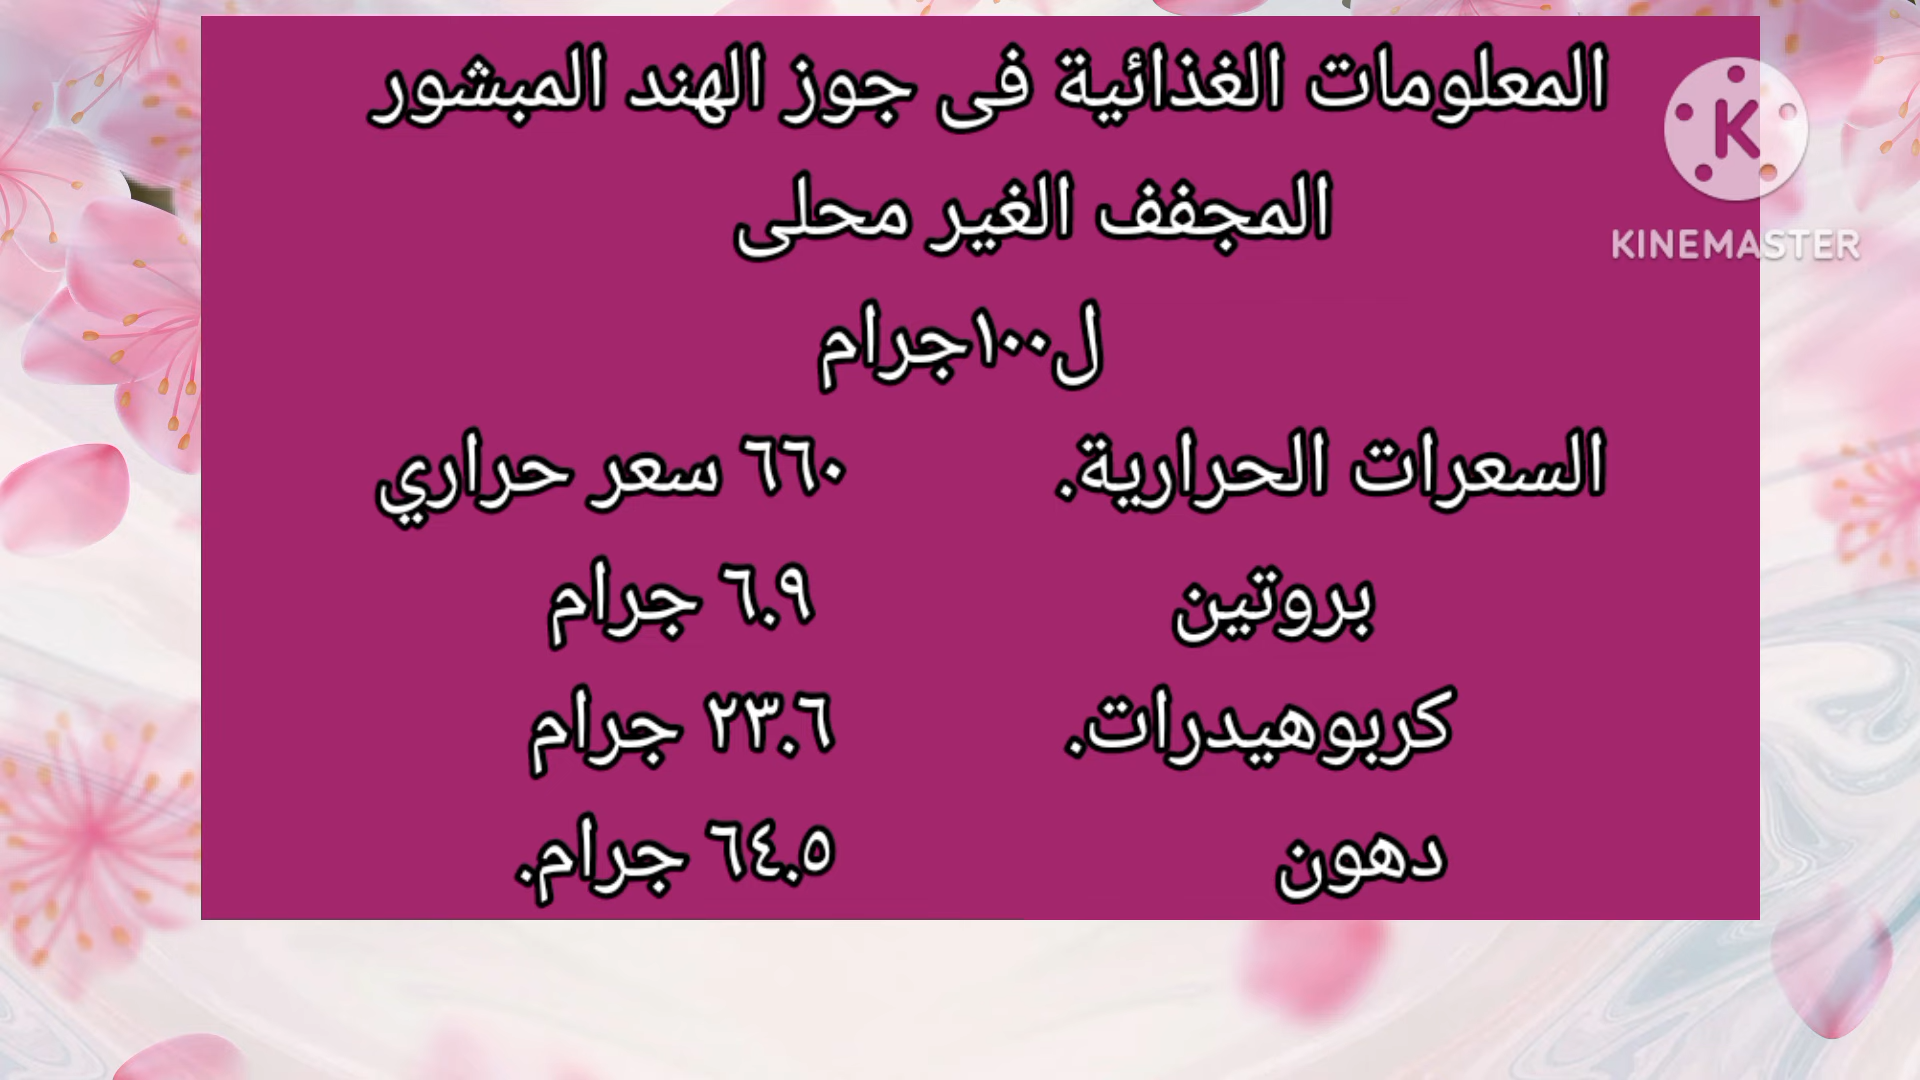 المعلومات الغذائية فى جوز الهند المبشور
المجفف الغير محلى
ل١٠٠جرام
السعرات الحرارية. ٦٦٠ سعر حراري
بروتين ٦.٩ جرام
كربوهيدرات. ٢٣.٦ جرام
دهون ٦٤.٥ جرام.
K
KINEMASTER